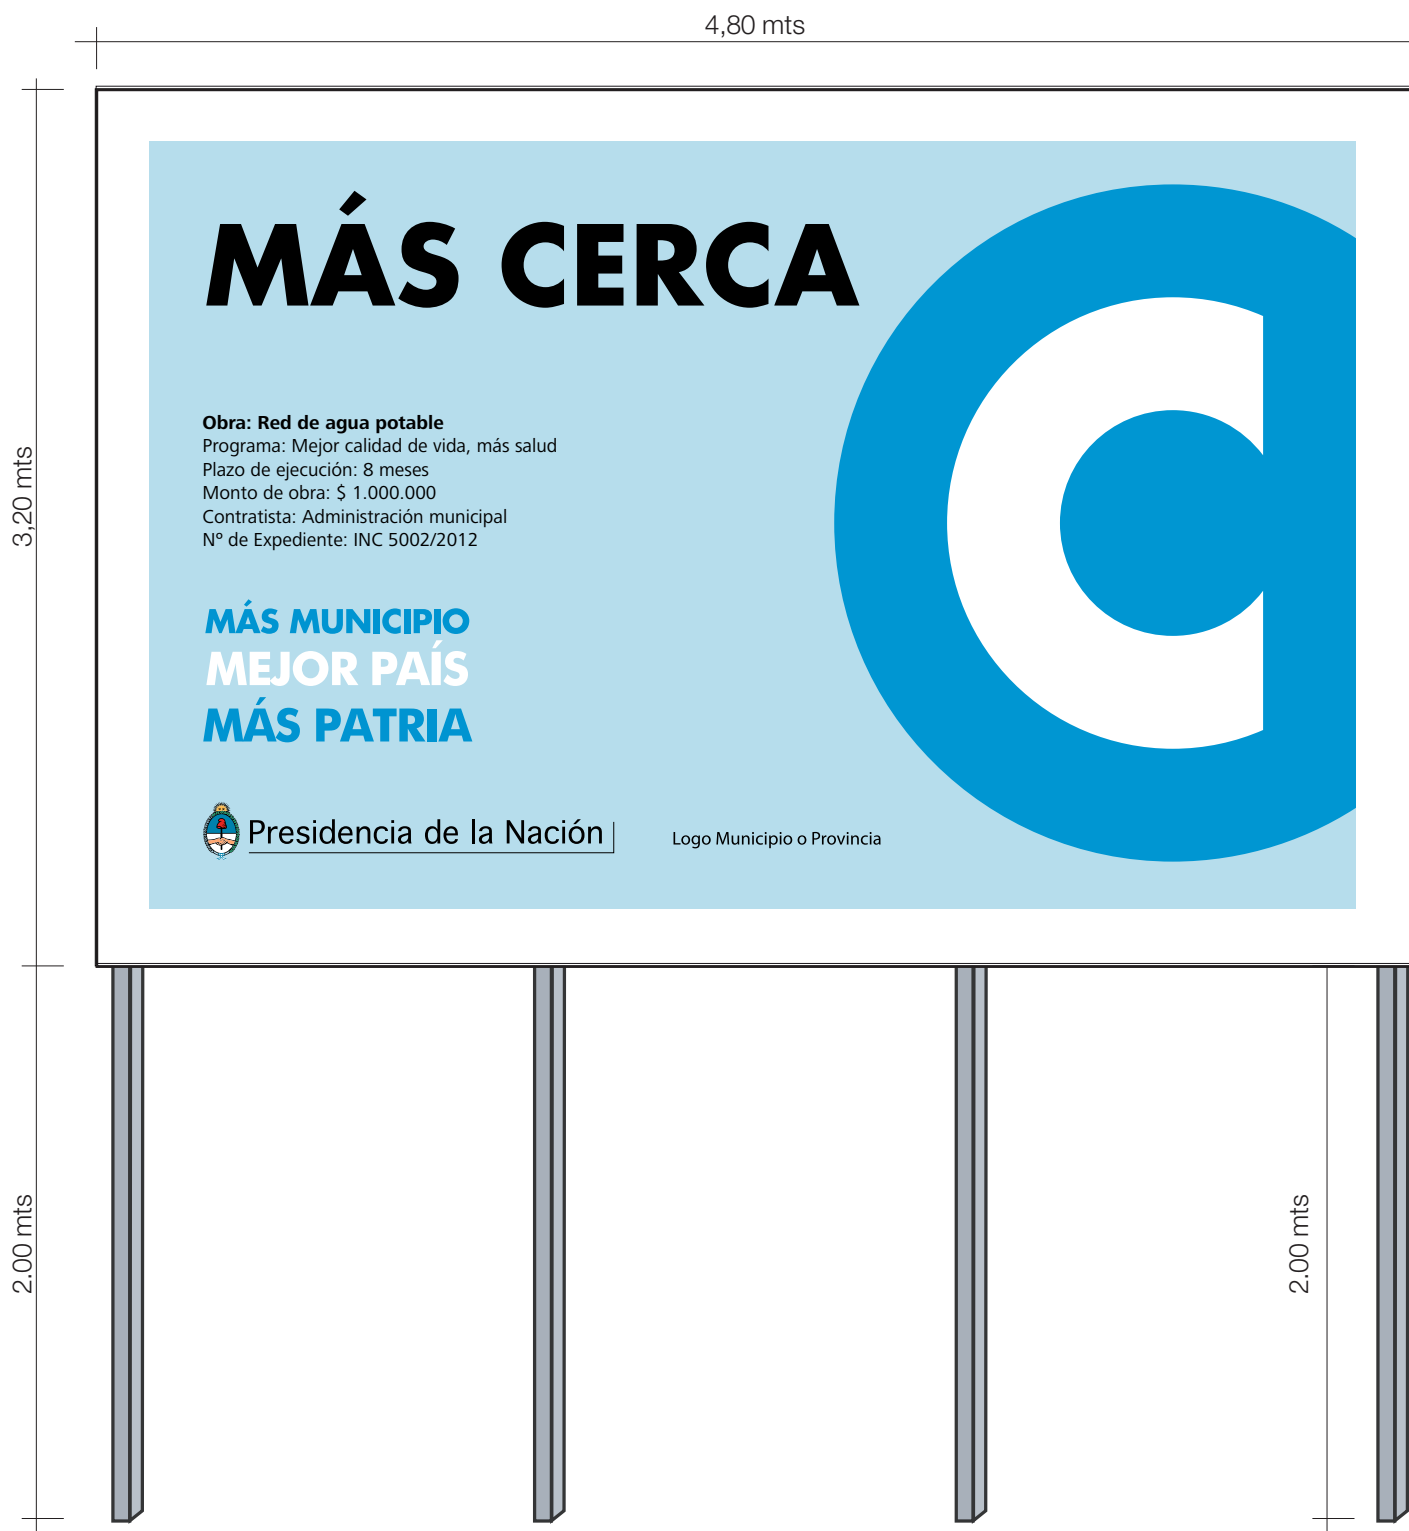 4,80 mts
MÁS CERCA
Obra: Red de agua potable
Programa: Mejor calidad de vida, más salud
Plazo de ejecución: 8 meses
Monto de obra: $ 1.000.000
Contratista: Administración municipal
Nº de Expediente: INC 5002/2012
3,20 mts
MÁS MUNICIPIO
MEJOR PAÍS
MÁS PATRIA
Presidencia de la Nación
Logo Municipio o Provincia
2.00 mts
2.00 mts